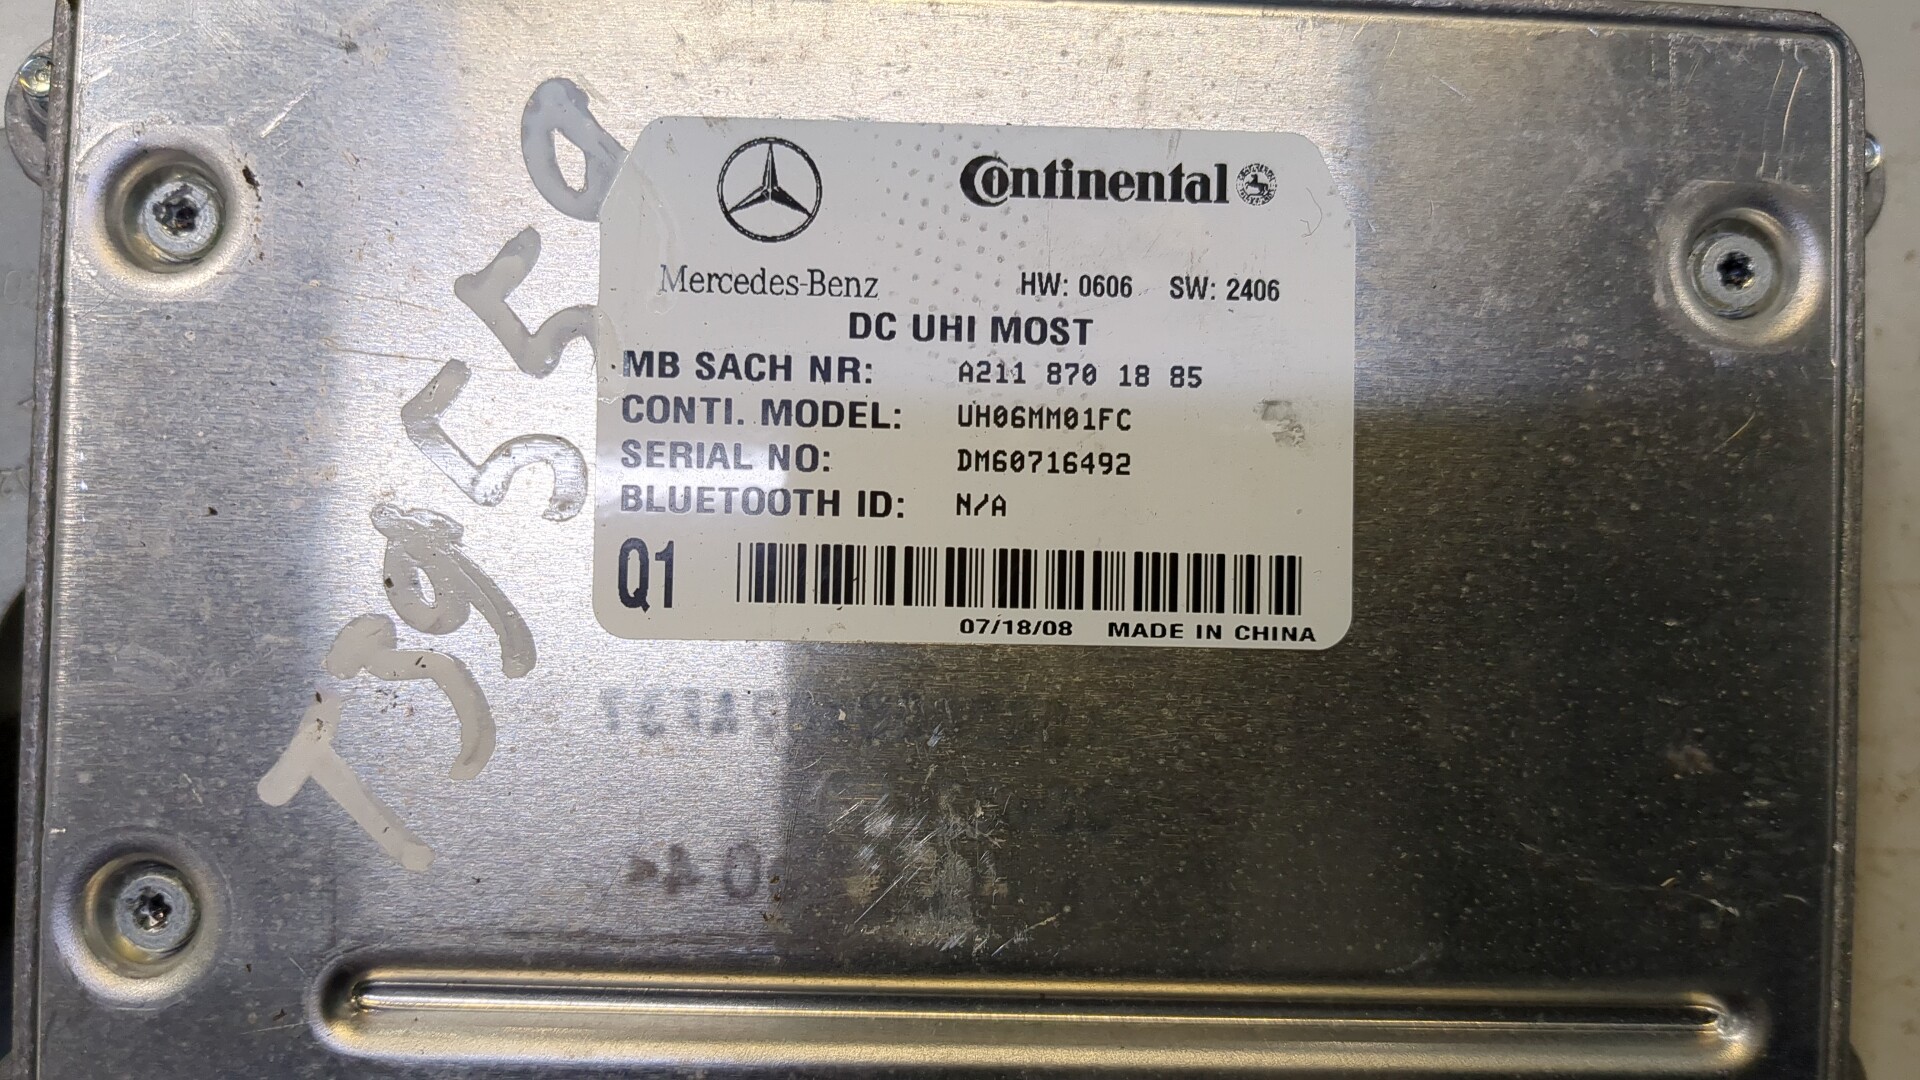 Continental
Mercedes-Benz
HW: 0606 SW: 2406
DC UHI MOST
MB SACH NR: A211 870 18 85
CONTI. MODEL: UH06MM01FC
SERIAL NO: DM60716492
BLUETOOTH ID: N/A
Q1
07/18/08 MADE IN CHINA